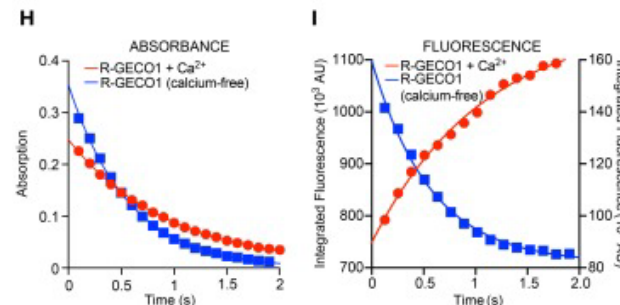 H
ABSORBANCE
R-GECO1 + Ca²⁺
R-GECO1 (calcium-free)
0.4
0.3
0.2
0.1
0
Absorption
0
0.5
1
1.5
2
Time (s)
I
FLUORESCENCE
R-GECO1 + Ca²⁺
R-GECO1
(calcium-free)
1100
1000
900
800
700
Integrated Fluorescence (10³ AU)
160
140
120
100
80
0
0.5
1.0
1.5
2.0
Time (s)